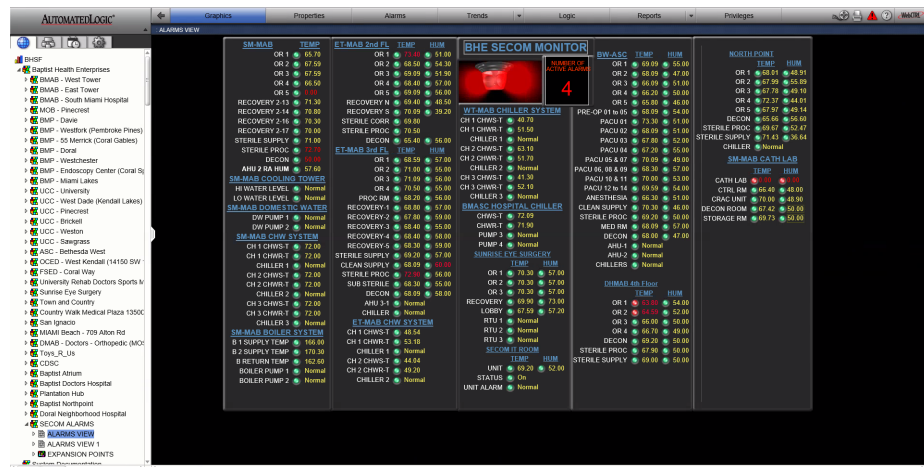 AUTOMATEDLOGIC
Graphics Properties Alarms Trends Logic Reports Privileges
ALARMS VIEW
BHSF
Baptist Health Enterprises
BMAB - West Tower
BMAB - East Tower
BMAB - South Miami Hospital
MOB - Pinecrest
BMP - Davie
BMP - Westfork (Pembroke Pines)
BMP - 55 Merrick (Coral Gables)
BMP - Doral
BMP - Westchester
BMP - Endoscopy Center (Coral Sp
BMP - Miami Lakes
UCC - University
UCC - West Dade (Kendall Lakes)
UCC - Pinecrest
UCC - Brickell
UCC - Weston
UCC - Sawgrass
ASC - Bethesda West
OCED - West Kendall (14150 SW
FSED - Coral Way
University Rehab Doctors Sports M
Sunrise Eye Surgery
Town and Country
Country Walk Medical Plaza 13500
San Ignacio
MIAMI Beach - 709 Alton Rd
DMAB - Doctors - Orthopedic (MO
Toys_R_Us
CDSC
Baptist Atrium
Baptist Doctors Hospital
Plantation Hub
Baptist Northpoint
Doral Neighborhood Hospital
SECOM ALARMS
ALARMS VIEW
ALARMS VIEW 1
EXPANSION POINTS
System Documentation
SM-MAB TEMP
OR 1 65.70
OR 2 67.59
OR 3 67.59
OR 4 66.50
OR 5
RECOVERY 2-13 71.30
RECOVERY 2-14 70.80
RECOVERY 2-16 70.30
RECOVERY 2-17 70.00
STERILE SUPPLY 71.00
STERILE PROC
DECON
AHU 2 RA HUM 57.60
SM-MAB COOLING TOWER
HI WATER LEVEL Normal
LO WATER LEVEL Normal
SM-MAB DOMESTIC WATER
DW PUMP 1 Normal
DW PUMP 2 Normal
SM-MAB CHW SYSTEM
CH 1 CHWS-T 72.00
CH 1 CHWR-T 72.00
CHILLER 1 Normal
CH 2 CHWS-T 72.00
CH 2 CHWR-T 72.00
CHILLER 2 Normal
CH 3 CHWS-T 72.00
CH 3 CHWR-T 72.00
CHILLER 3 Normal
SM-MAB BOILER SYSTEM
B 1 SUPPLY TEMP 166.00
B 2 SUPPLY TEMP 170.30
B RETURN TEMP 162.60
BOILER PUMP 1 Normal
BOILER PUMP 2 Normal
ET-MAB 2nd FL TEMP HUM
OR 1 51.00
OR 2 68.50 54.30
OR 3 69.09 51.90
OR 4 68.40 57.00
OR 5 69.09 56.00
RECOVERY N 69.40 48.50
RECOVERY S 70.09 39.20
STERILE CORR 69.80
STERILE PROC 70.50
DECON 65.40 56.00
ET-MAB 3rd FL TEMP HUM
OR 1 68.59 57.00
OR 2 71.00 55.00
OR 3 69.00 56.00
OR 4 70.50 55.00
PROC RM 68.20 56.00
RECOVERY-1 68.80 57.00
RECOVERY-2 67.80 59.00
RECOVERY-3 68.40 55.00
RECOVERY-4 68.40 58.00
RECOVERY-5 68.30 59.00
STERILE SUPPLY 69.20 57.00
CLEAN SUPPLY 68.09
STERILE PROC 56.00
SUB STERILE 68.30 55.00
DECON 68.09 58.00
AHU 3-1 Normal
CHILLER Normal
ET-MAB CHW SYSTEM
CH 1 CHWS-T 48.54
CH 1 CHWR-T 53.18
CHILLER 1 Normal
CH 2 CHWS-T 44.04
CH 2 CHWR-T 49.20
CHILLER 2 Normal
BHE SECOM MONITOR
NUMBER OF
ACTIVE ALARMS
4
WT-MAB CHILLER SYSTEM
CH 1 CHWS-T 40.70
CH 1 CHWR-T 51.50
CHILLER 1 Normal
CH 2 CHWS-T 63.10
CH 2 CHWR-T 51.70
CHILLER 2 Normal
CH 3 CHWS-T 41.30
CH 3 CHWR-T 52.10
CHILLER 3 Normal
BMASC HOSPITAL CHILLER
CHWS-T 72.09
CHWR-T 71.90
PUMP 3 Normal
PUMP 4 Normal
SUNRISE EYE SURGERY
TEMP HUM
OR 1 70.30 57.00
OR 2 70.30 57.00
OR 3 70.30 57.00
RECOVERY 69.90 73.00
LOBBY 67.59 57.20
RTU 1 Normal
RTU 2 Normal
RTU 3 Normal
SECOM IT ROOM
TEMP HUM
UNIT 69.20 52.00
STATUS On
UNIT ALARM Normal
BW-ASC TEMP HUM
OR 1 69.09 55.00
OR 2 68.09 47.00
OR 3 66.09 51.00
OR 4 66.20 50.00
OR 5 65.80 46.00
PRE-OP 01 to 05 68.09 54.00
PACU 01 73.30 51.00
PACU 02 68.09 51.00
PACU 03 67.80 52.00
PACU 04 67.20 55.00
PACU 05 & 07 70.09 49.00
PACU 06, 08 & 09 68.30 57.00
PACU 10 & 11 70.00 53.00
PACU 12 to 14 69.59 54.00
ANESTHESIA 66.30 51.00
CLEAN SUPPLY 70.30 46.00
STERILE PROC 69.20 50.00
MED RM 68.09 57.00
DECON 68.00 47.00
AHU-1 Normal
AHU-2 Normal
CHILLERS Normal
DHMAB 4th Floor
TEMP HUM
OR 1 54.00
OR 2 52.00
OR 3 66.00 50.00
OR 4 66.70 49.00
DECON 69.20 50.00
STERILE PROC 67.90 50.00
STERILE SUPPLY 69.00 50.00
NORTH POINT
TEMP HUM
OR 1 68.01 48.91
OR 2 67.99 55.89
OR 3 67.78 49.10
OR 4 72.37 44.01
OR 5 67.97 49.14
DECON 65.66 56.60
STERILE PROC 69.67 52.47
STERILE SUPPLY 71.43 36.64
CHILLER Normal
SM-MAB CATH LAB
TEMP HUM
CATH LAB
CTRL RM 66.40 48.00
CRAC UNIT 70.00 48.90
DECON ROOM 67.42 50.00
STORAGE RM 69.73 50.00